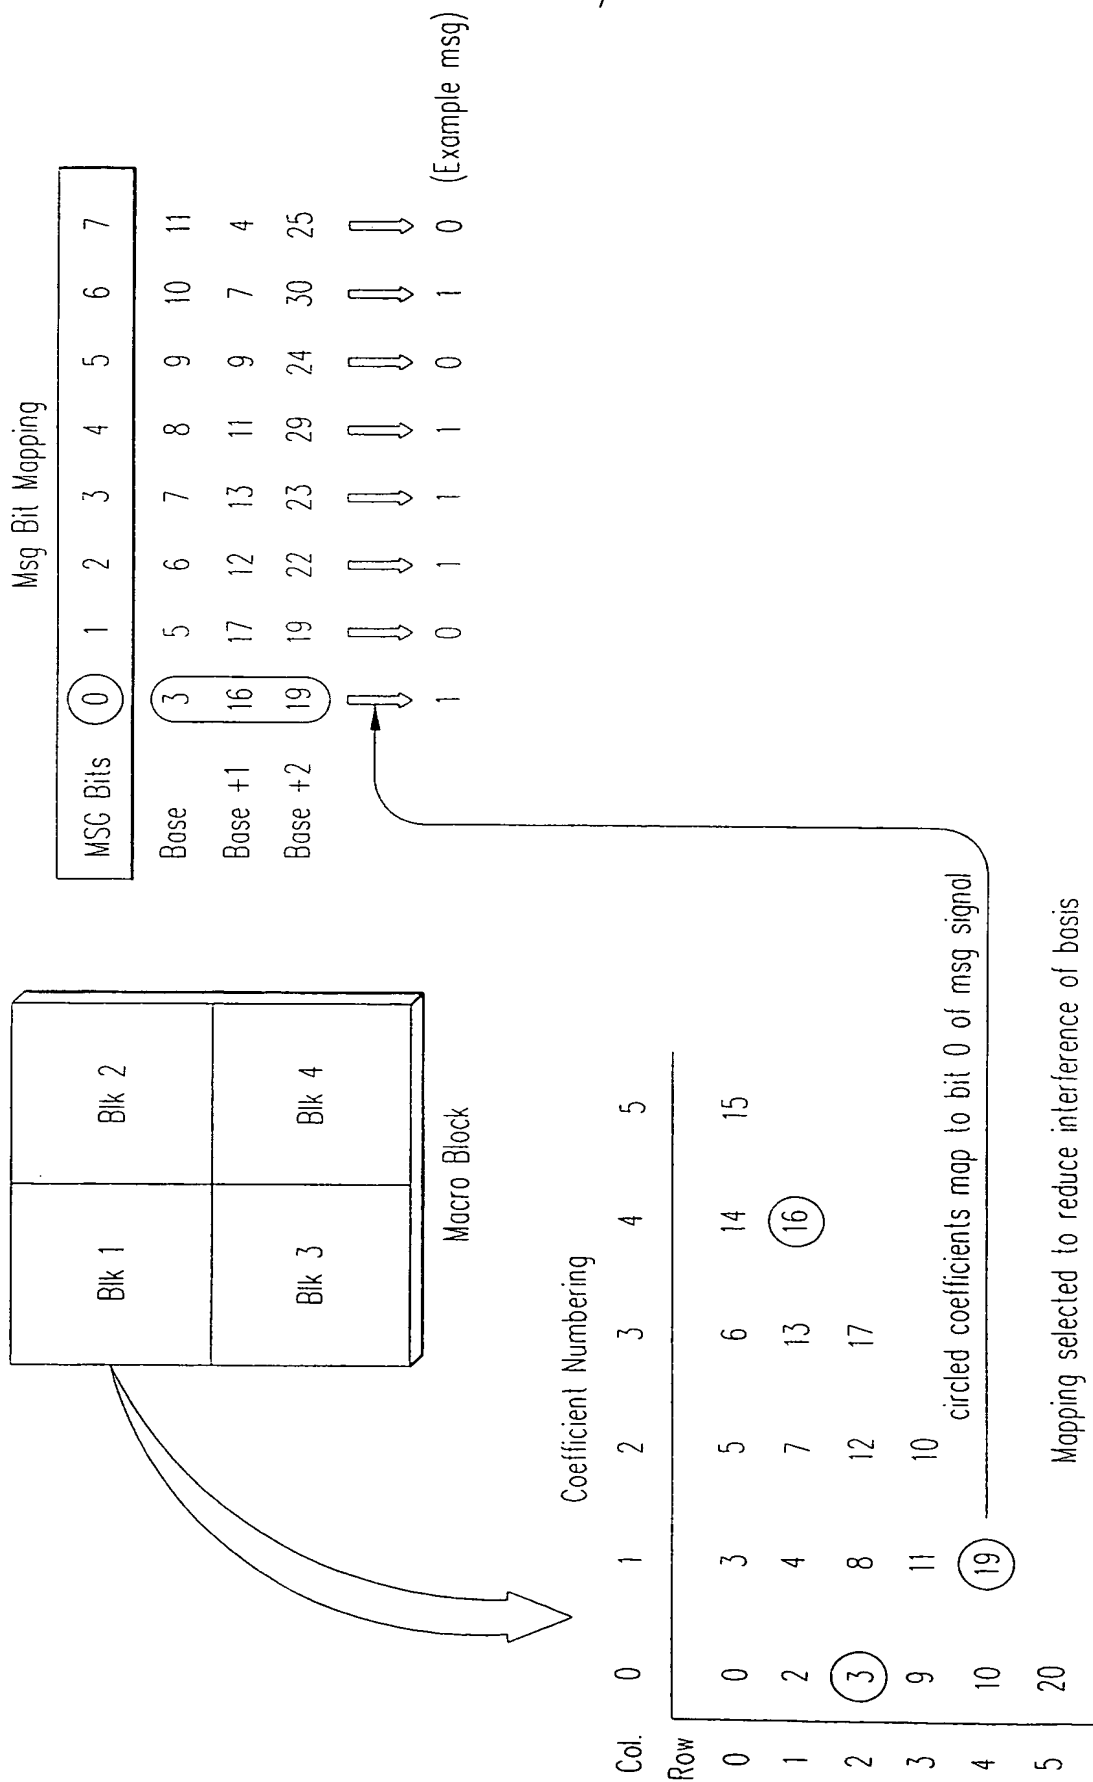 Msg Bit Mapping
MSG Bits 0 1 2 3 4 5 6 7
Base 3 5 6 7 8 9 10 11
Base +1 16 17 12 13 11 9 7 4
Base +2 19 19 22 23 29 24 30 25
1 0 1 1 1 0 1 0 (Example msg)
Blk 1 Blk 2
Blk 3 Blk 4
Macro Block
Coefficient Numbering
Col. 0 1 2 3 4 5
Row
0 0 3 5 6 14 15
1 2 4 7 13 16
2 3 8 12 17
3 9 11 10
circled coefficients map to bit 0 of msg signal
4 10 19
5 20
Mapping selected to reduce interference of basis